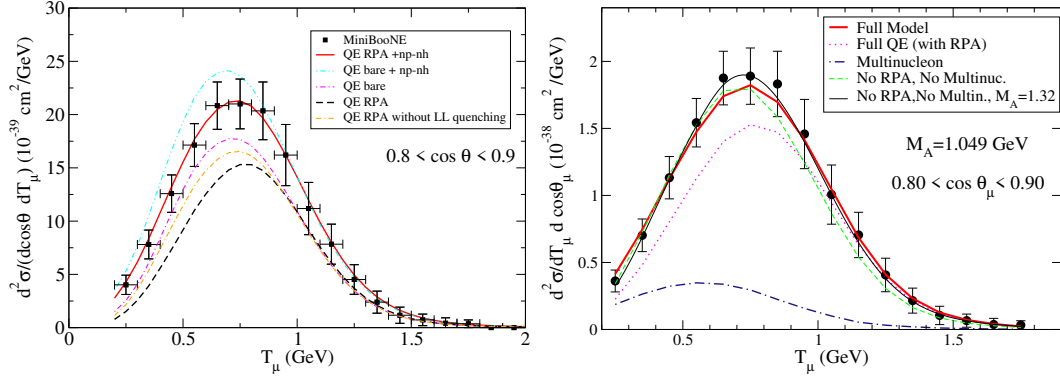 d²σ/(dcosθ dT_μ) (10⁻³⁹ cm²/GeV)
30
25
20
15
10
5
0
MiniBooNE
QE RPA +np-nh
QE bare + np-nh
QE bare
QE RPA
QE RPA without LL quenching
0.8 < cos θ < 0.9
0
0.5
1
1.5
2
T_μ (GeV)
d²σ/dT_μ d cosθ_μ (10⁻³⁸ cm²/GeV)
2
1.5
1
0.5
0
Full Model
Full QE (with RPA)
Multinucleon
No RPA, No Multinuc.
No RPA,No Multin., M_A=1.32
M_A=1.049 GeV
0.80 < cos θ_μ < 0.90
0.5
1
1.5
T_μ (GeV)